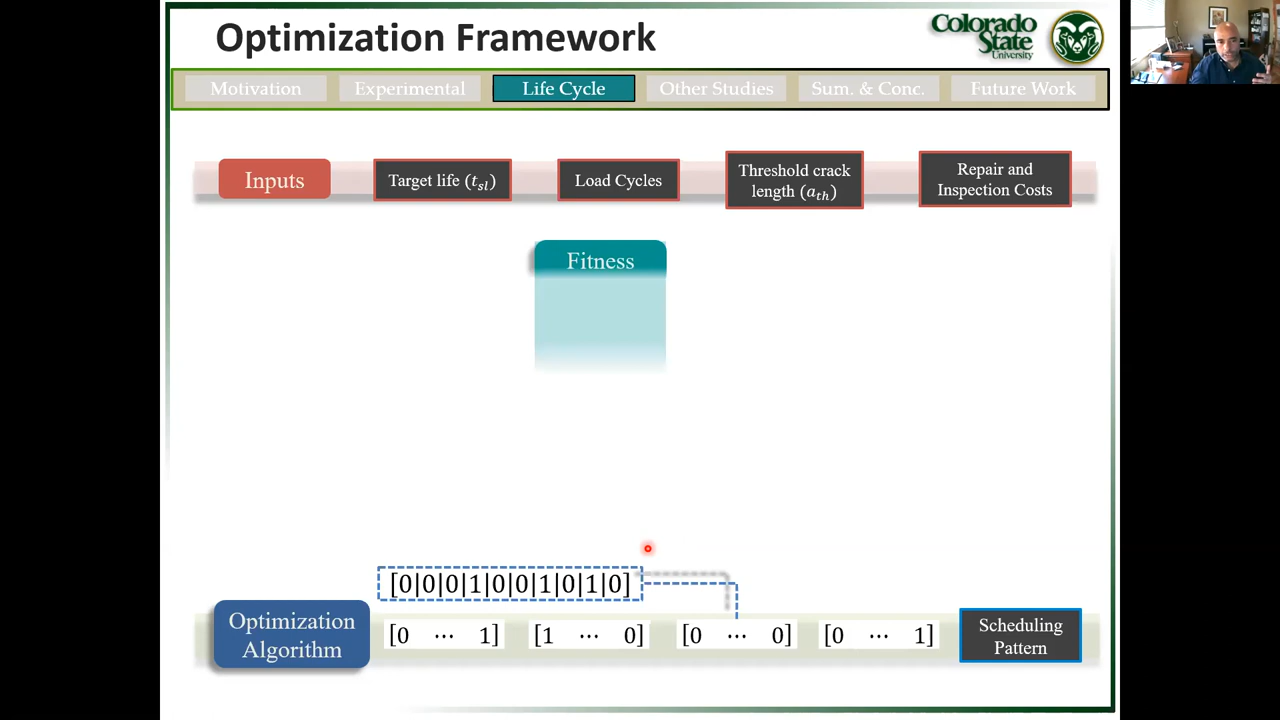 Optimization Framework
Colorado
State
University
Motivation
Experimental
Life Cycle
Other Studies
Sum. & Conc.
Future Work
Inputs
Target life (tsl)
Load Cycles
Threshold crack
length (ath)
Repair and
Inspection Costs
Fitness
[0|0|0|1|0|0|1|0|1|0]
Optimization
Algorithm
[0 ⋯ 1]
[1 ⋯ 0]
[0 ⋯ 0]
[0 ⋯ 1]
Scheduling
Pattern